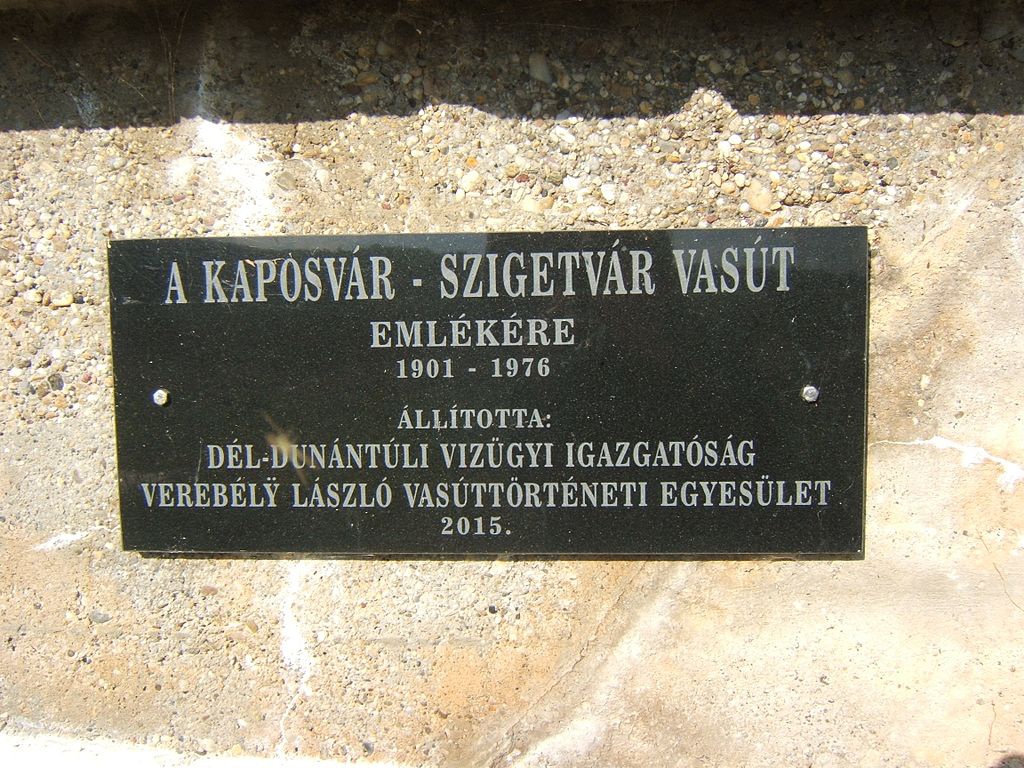 A KAPOSVÁR - SZIGETVÁR VASÚT
EMLÉKÉRE
1901 - 1976
ÁLLÍTOTTA:
DÉL-DUNÁNTÚLI VIZÜGYI IGAZGATÓSÁG
VEREBÉLŸ LÁSZLÓ VASÚTTÖRTÉNETI EGYESÜLET
2015.